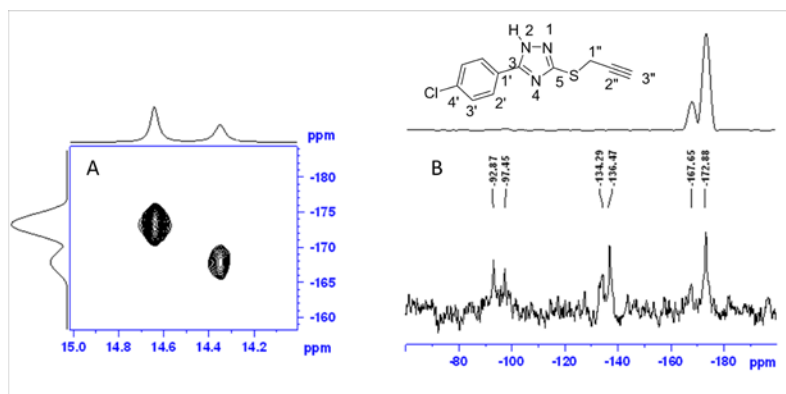 A
ppm
-180
-175
-170
-165
-160
ppm
15.0 14.8 14.6 14.4 14.2
ppm
H 2 1
N N
3 N 5 S 1" 2" 3"
4
1'
2'
3'
4'
Cl
B
-92.87
-97.45
-134.29
-136.47
-167.65
-172.88
-80 -100 -120 -140 -160 -180 ppm